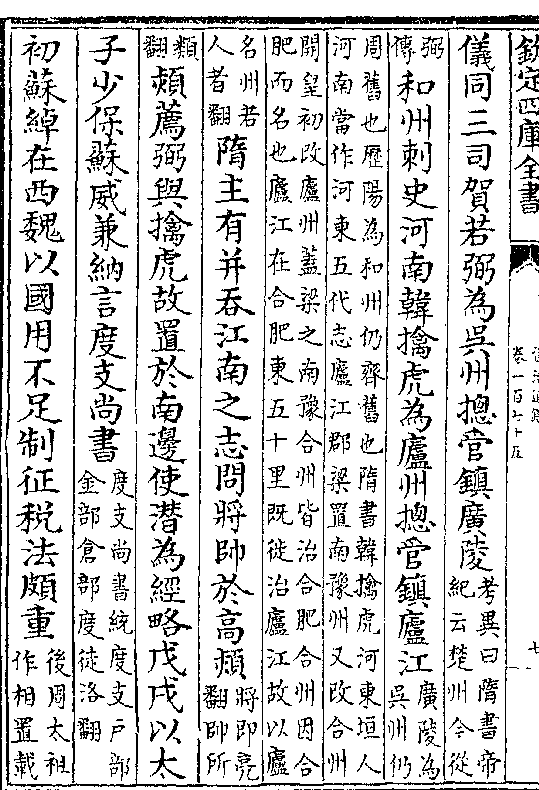 欽定四庫全書
卷一百七十五
七
儀同三司賀若弼為吳州摠管鎮廣陵考異曰隋書帝紀云楚州今從
弼傳和州刺史河南韓擒虎為廬州摠管鎮廬江廣陵為吳州仍
周舊也歷陽為和州仍齊舊也隋書韓擒虎河東垣人
河南當作河東五代志廬江郡梁置南豫州又改合州
開皇初改廬州蓋梁之南豫合州皆治合肥合州因合
肥而名也廬江在合肥東五十里既徙治廬江故以廬
名州若人者翻隋主有并吞江南之志問將帥於高熲將即亮翻帥所
類翻熲薦弼與擒虎故置於南邊使潜為經略戊戌以太
子少保蘇威兼納言度支尚書度支尚書統度支戶部金部倉部度徒洛翻
初蘇綽在西魏以國用不足制征税法頗重後周太祖作相置載